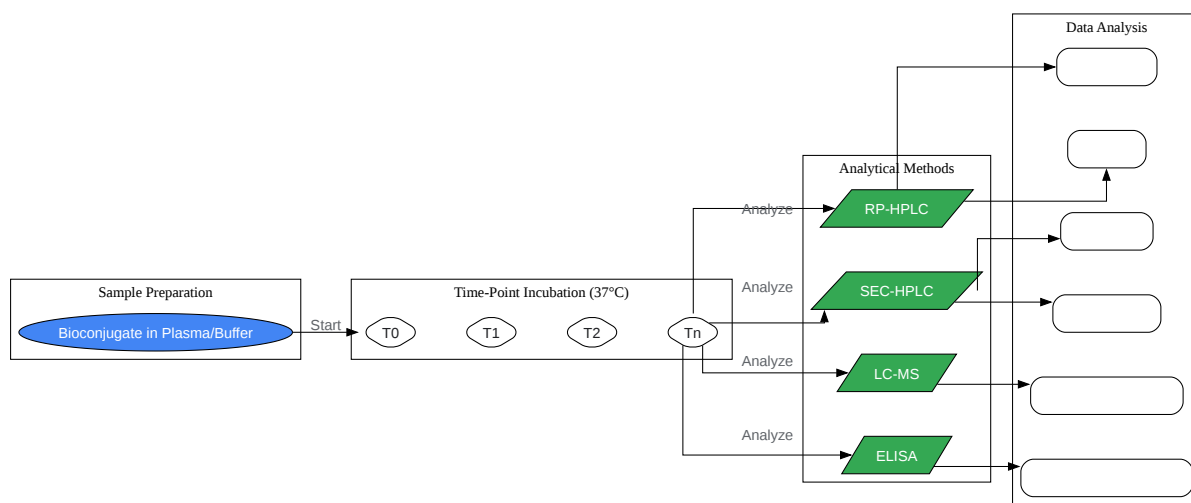 Data Analysis
Analytical Methods
Analyze
RP-HPLC
Sample Preparation
Time-Point Incubation (37°C)
Analyze
SEC-HPLC
Bioconjugate in Plasma/Buffer
Start
T0
T1
T2
Tn
Analyze
LC-MS
Analyze
ELISA